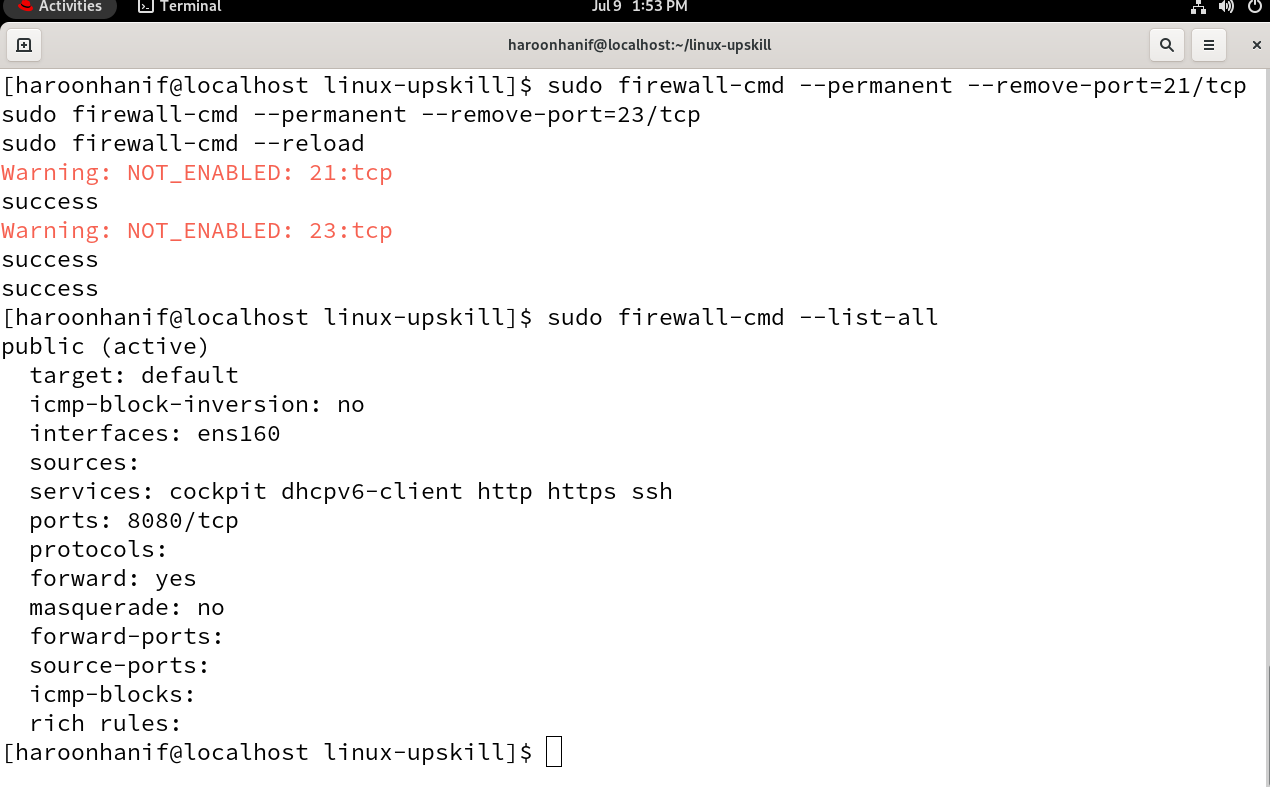 Activities
Terminal
Jul 9 1:53 PM
haroonhanif@localhost:~/linux-upskill
[haroonhanif@localhost linux-upskill]$ sudo firewall-cmd --permanent --remove-port=21/tcp
sudo firewall-cmd --permanent --remove-port=23/tcp
sudo firewall-cmd --reload
Warning: NOT_ENABLED: 21:tcp
success
Warning: NOT_ENABLED: 23:tcp
success
success
[haroonhanif@localhost linux-upskill]$ sudo firewall-cmd --list-all
public (active)
  target: default
  icmp-block-inversion: no
  interfaces: ens160
  sources:
  services: cockpit dhcpv6-client http https ssh
  ports: 8080/tcp
  protocols:
  forward: yes
  masquerade: no
  forward-ports:
  source-ports:
  icmp-blocks:
  rich rules:
[haroonhanif@localhost linux-upskill]$